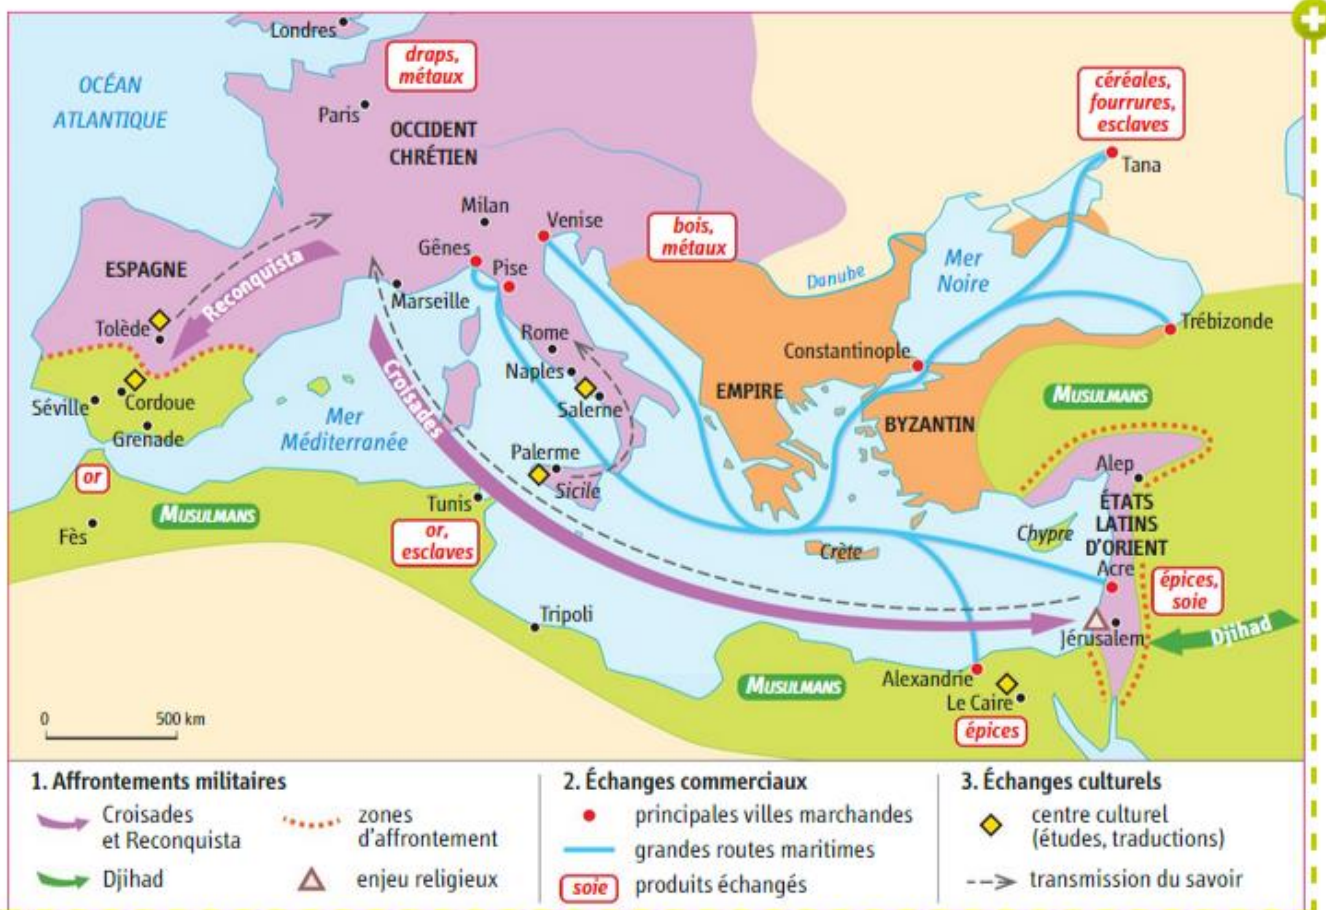 Londres
draps,
métaux
OCÉAN
ATLANTIQUE
céréales,
fourrures,
esclaves
Paris
OCCIDENT
CHRÉTIEN
Tana
Milan
Venise
bois,
métaux
Gênes
Pise
ESPAGNE
Reconquista
Danube
Mer
Noire
Marseille
Tolède
Rome
Trébizonde
Constantinople
Croisades
Naples
EMPIRE
BYZANTIN
MUSULMANS
Séville
Cordoue
Salerne
Mer
Méditerranée
Grenade
Palerme
Sicile
Alep
or
Tunis
ÉTATS
LATINS
D'ORIENT
MUSULMANS
Fès
or,
esclaves
Chypre
Crète
Acre
épices,
soie
Tripoli
Jérusalem
Djihad
MUSULMANS
Alexandrie
Le Caire
épices
0 500 km
1. Affrontements militaires
Croisades
et Reconquista
zones
d'affrontement
Djihad
enjeu religieux
2. Échanges commerciaux
principales villes marchandes
grandes routes maritimes
soie produits échangés
3. Échanges culturels
centre culturel
(études, traductions)
transmission du savoir